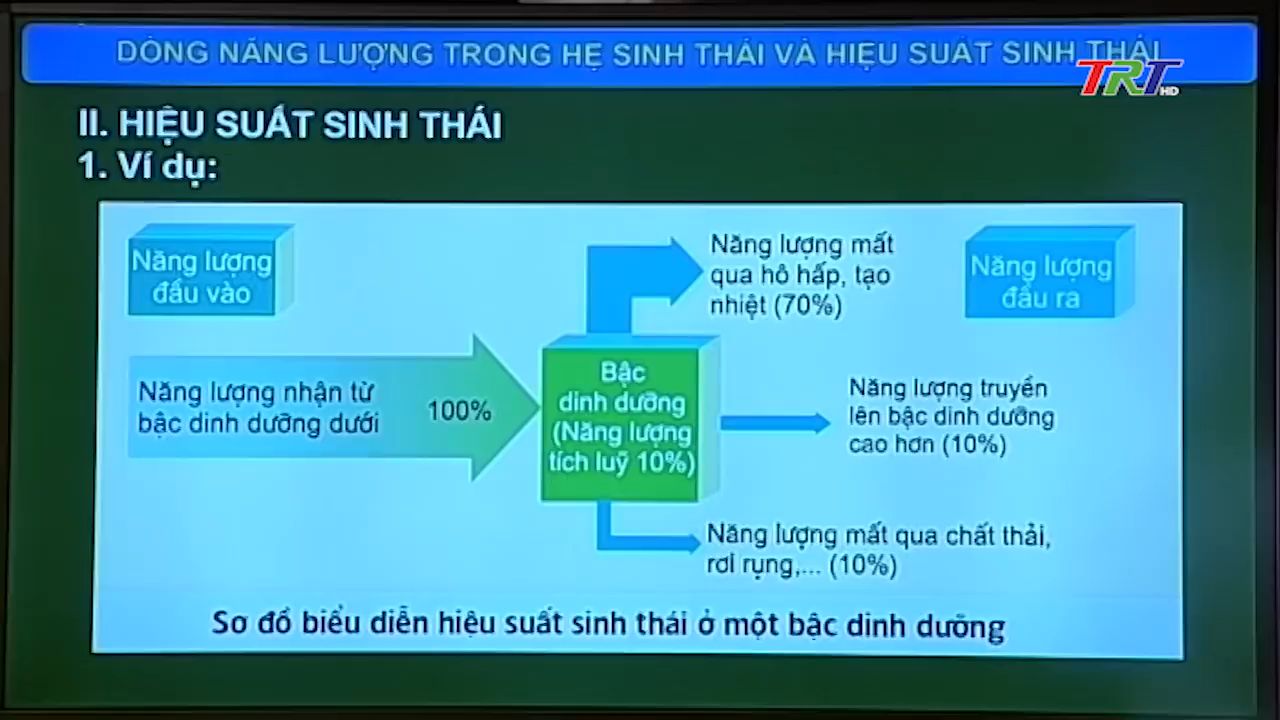 DÒNG NĂNG LƯỢNG TRONG HỆ SINH THÁI VÀ HIỆU SUẤT SINH THÁI
TRT HD
II. HIỆU SUẤT SINH THÁI
1. Ví dụ:
Năng lượng
đầu vào
Năng lượng mất
qua hô hấp, tạo
nhiệt (70%)
Năng lượng
đầu ra
Năng lượng nhận từ
bậc dinh dưỡng dưới
100%
Bậc
dinh dưỡng
(Năng lượng
tích luỹ 10%)
Năng lượng truyền
lên bậc dinh dưỡng
cao hơn (10%)
Năng lượng mất qua chất thải,
rơi rụng,... (10%)
Sơ đồ biểu diễn hiệu suất sinh thái ở một bậc dinh dưỡng